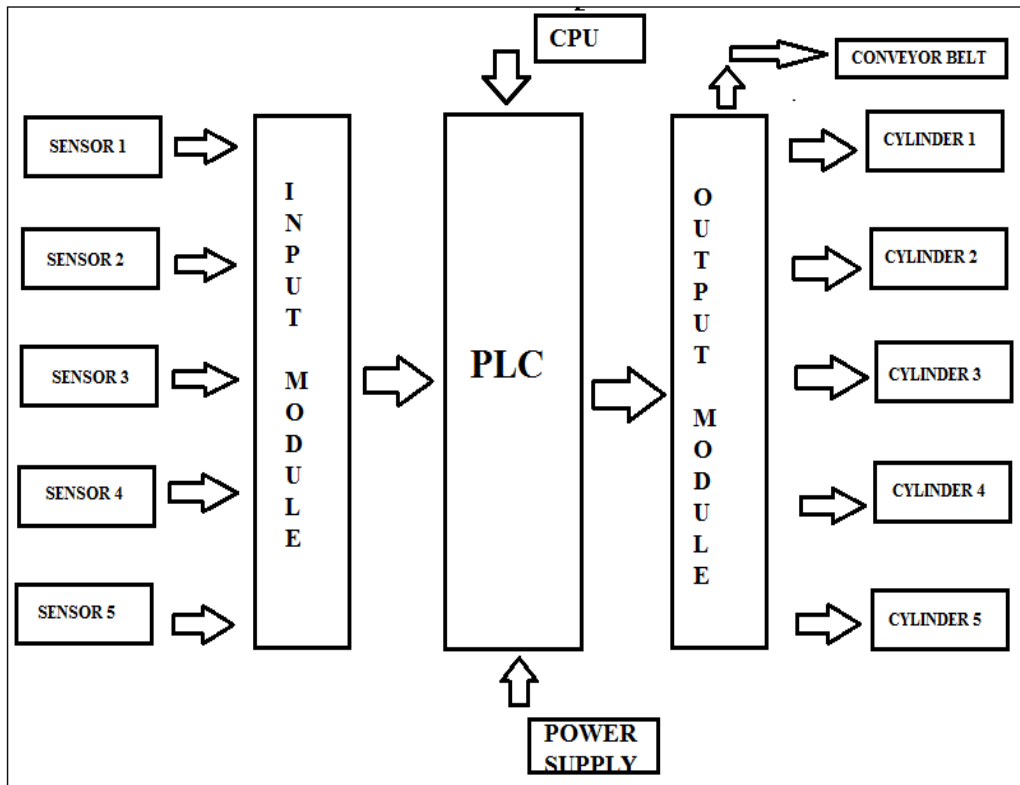 CPU
CONVEYOR BELT
SENSOR 1
SENSOR 2
SENSOR 3
SENSOR 4
SENSOR 5
INPUT MODULE
PLC
OUTPUT MODULE
CYLINDER 1
CYLINDER 2
CYLINDER 3
CYLINDER 4
CYLINDER 5
POWER
SUPPLY